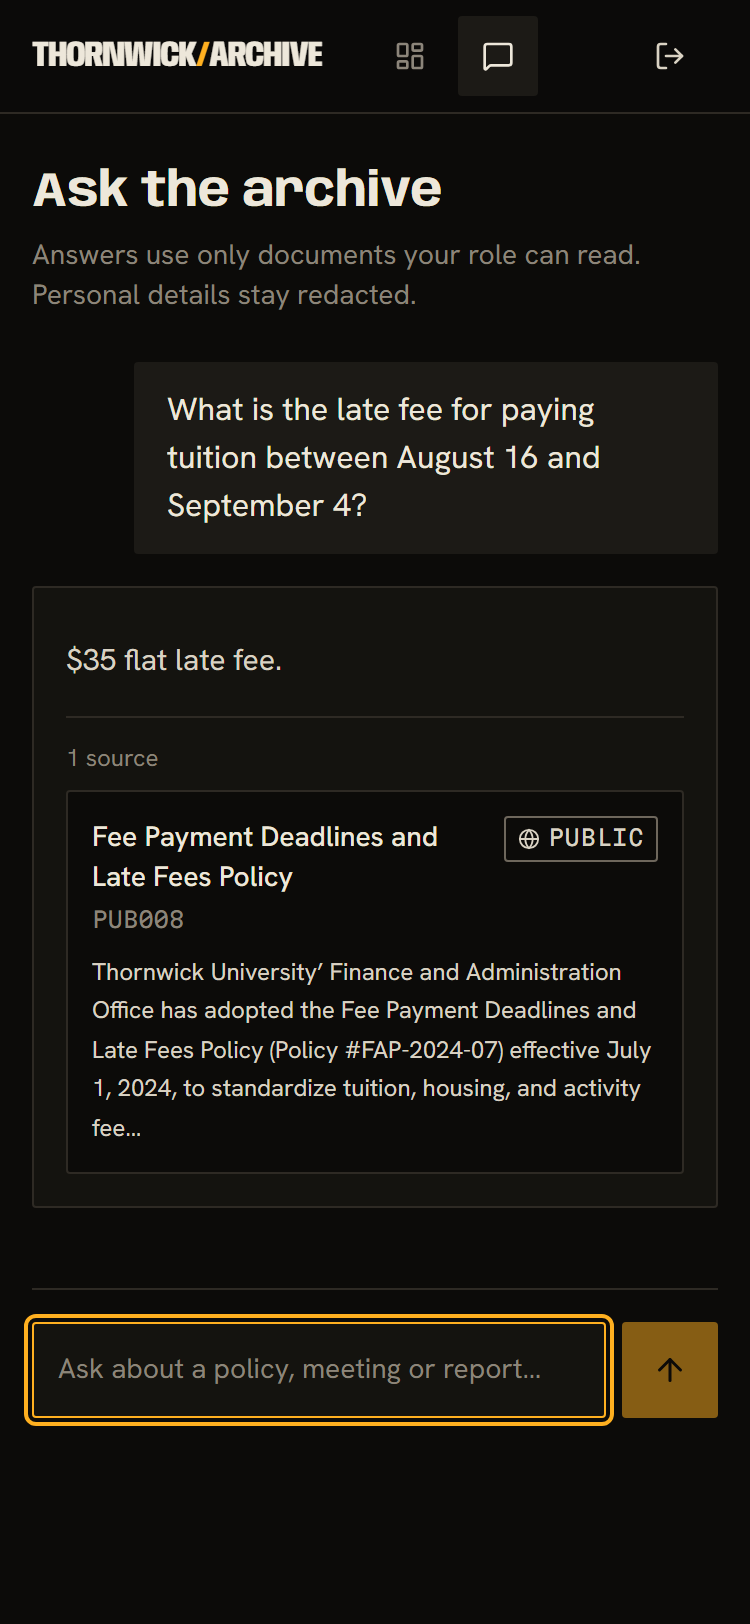 THORNWICK/ARCHIVE
Ask the archive
Answers use only documents your role can read.
Personal details stay redacted.
What is the late fee for paying
tuition between August 16 and
September 4?
$35 flat late fee.
1 source
Fee Payment Deadlines and
Late Fees Policy
PUBLIC
PUB008
Thornwick University’ Finance and Administration
Office has adopted the Fee Payment Deadlines and
Late Fees Policy (Policy #FAP-2024-07) effective July
1, 2024, to standardize tuition, housing, and activity
fee…
Ask about a policy, meeting or report…